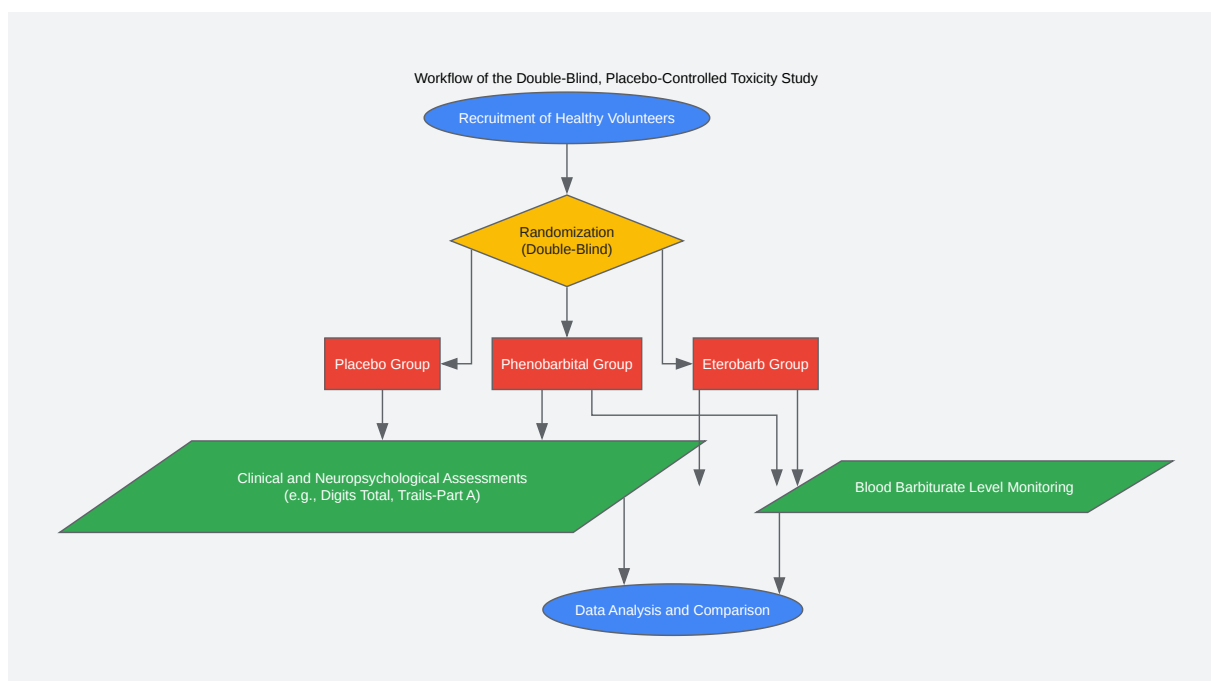 Workflow of the Double-Blind, Placebo-Controlled Toxicity Study
Recruitment of Healthy Volunteers
Randomization
(Double-Blind)
Placebo Group
Phenobarbital Group
Eterobarb Group
Clinical and Neuropsychological Assessments
(e.g., Digits Total, Trails-Part A)
Blood Barbiturate Level Monitoring
Data Analysis and Comparison